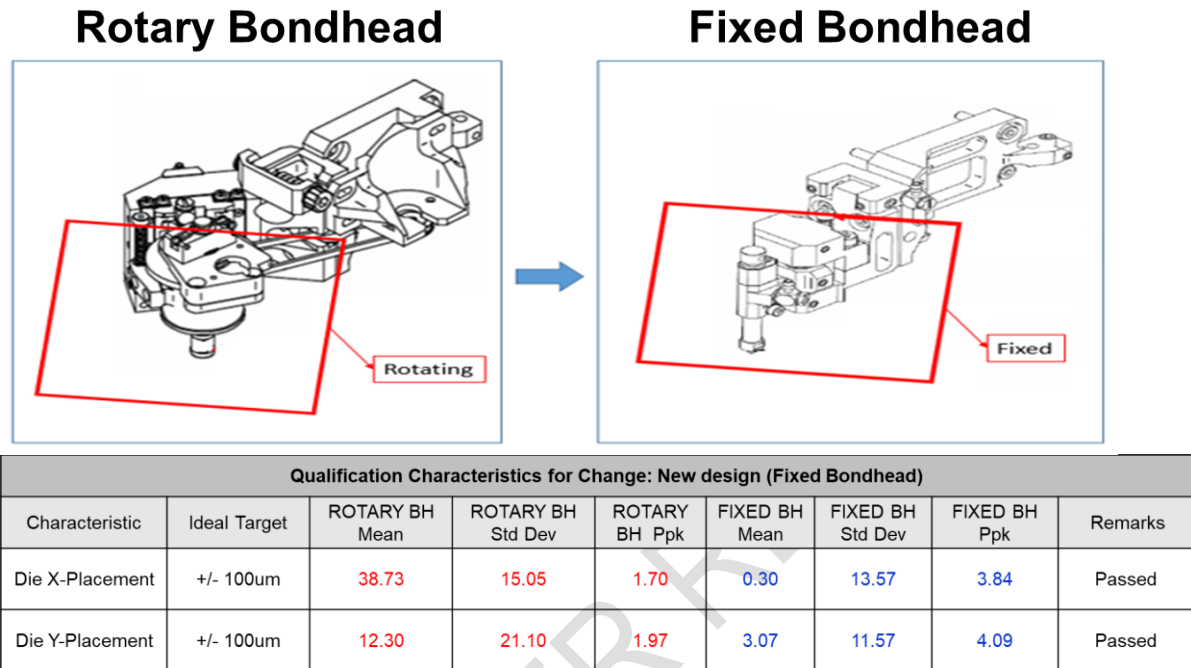 Rotary Bondhead
Fixed Bondhead
Rotating
Fixed
Qualification Characteristics for Change: New design (Fixed Bondhead)
Characteristic Ideal Target ROTARY BH Mean ROTARY BH Std Dev ROTARY BH Ppk FIXED BH Mean FIXED BH Std Dev FIXED BH Ppk Remarks
Die X-Placement +/- 100um 38.73 15.05 1.70 0.30 13.57 3.84 Passed
Die Y-Placement +/- 100um 12.30 21.10 1.97 3.07 11.57 4.09 Passed